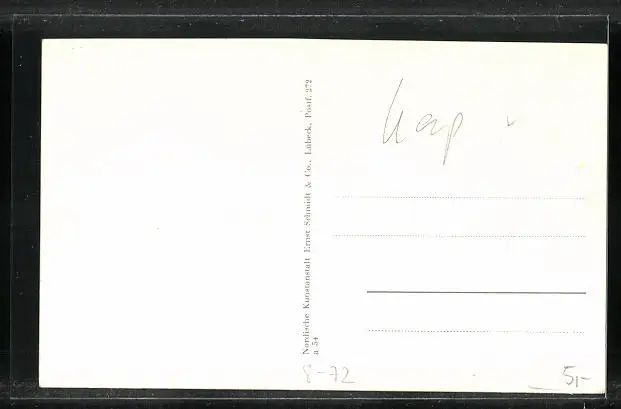 Nordische Kunstanstalt Ernst Schmidt & Co., Lübeck, Postf. 272
a 54
8-72
5,-